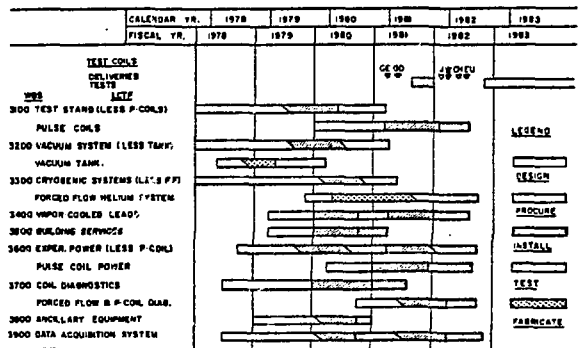 CALENDAR YR. 1978 1979 1980 1981 1982 1983
FISCAL YR. 1978 1979 1980 1981 1982 1983
TEST COILS
DELIVERIES
TESTS
GE GD
WBS LCTF
3100 TEST STAND (LESS P-COILS)
PULSE COILS
3200 VACUUM SYSTEM (LESS TANK)
VACUUM TANK.
3300 CRYOGENIC SYSTEMS
FORCED FLOW HELIUM SYSTEM
3400 VAPOR COOLED LEADS
BUILDING SERVICES
3600 EXPER. POWER (LESS P-COIL)
PULSE COIL POWER
3700 COIL DIAGNOSTICS
FORCED FLOW & P-COIL DIAG.
3800 ANCILLARY EQUIPMENT
3900 DATA ACQUISITION SYSTEM
LEGEND
DESIGN
PROCURE
INSTALL
TEST
FABRICATE